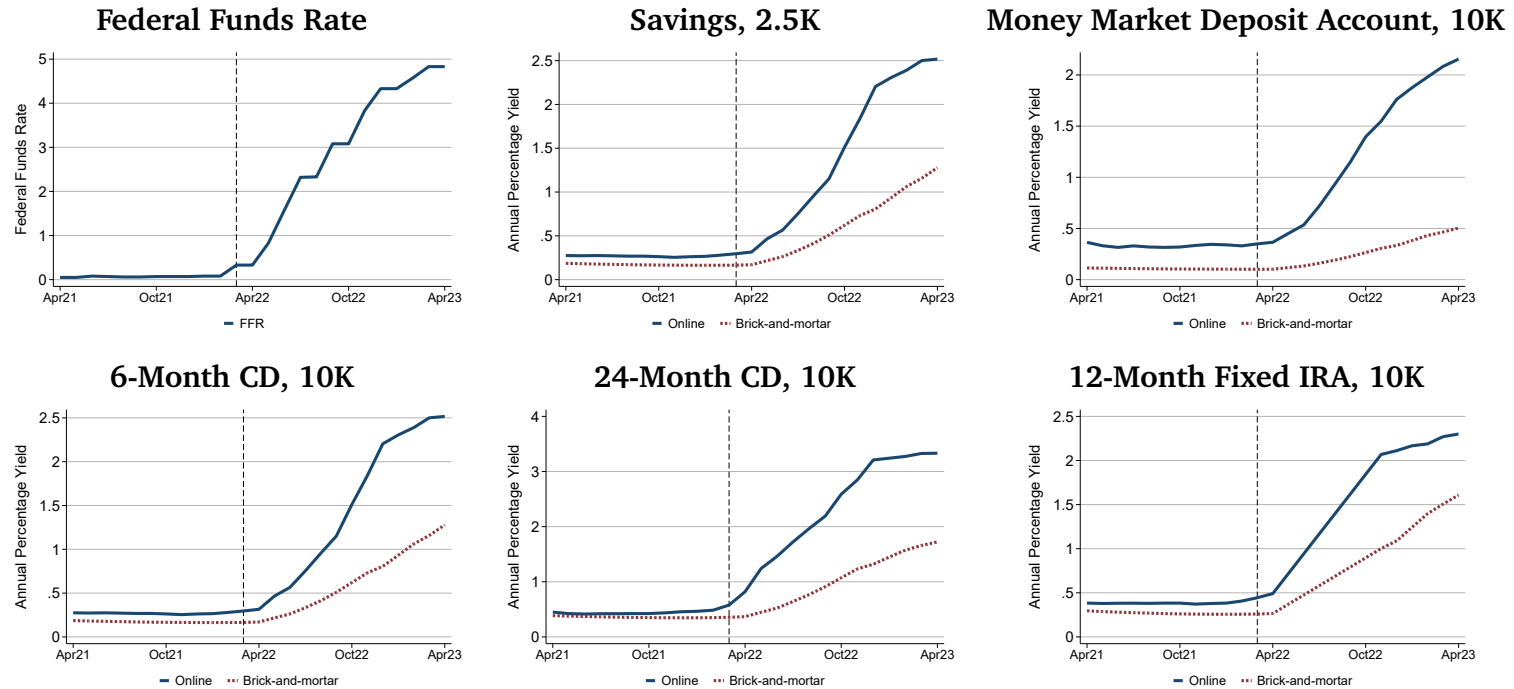 Federal Funds Rate
Federal Funds Rate
5
4
3
2
1
0
Apr21 Oct21 Apr22 Oct22 Apr23
FFR
Savings, 2.5K
Annual Percentage Yield
2.5
2
1.5
1
.5
0
Apr21 Oct21 Apr22 Oct22 Apr23
Online Brick-and-mortar
Money Market Deposit Account, 10K
Annual Percentage Yield
2
1.5
1
.5
0
Apr21 Oct21 Apr22 Oct22 Apr23
Online Brick-and-mortar
6-Month CD, 10K
Annual Percentage Yield
2.5
2
1.5
1
.5
0
Apr21 Oct21 Apr22 Oct22 Apr23
Online Brick-and-mortar
24-Month CD, 10K
Annual Percentage Yield
4
3
2
1
0
Apr21 Oct21 Apr22 Oct22 Apr23
Online Brick-and-mortar
12-Month Fixed IRA, 10K
Annual Percentage Yield
2.5
2
1.5
1
.5
0
Apr21 Oct21 Apr22 Oct22 Apr23
Online Brick-and-mortar